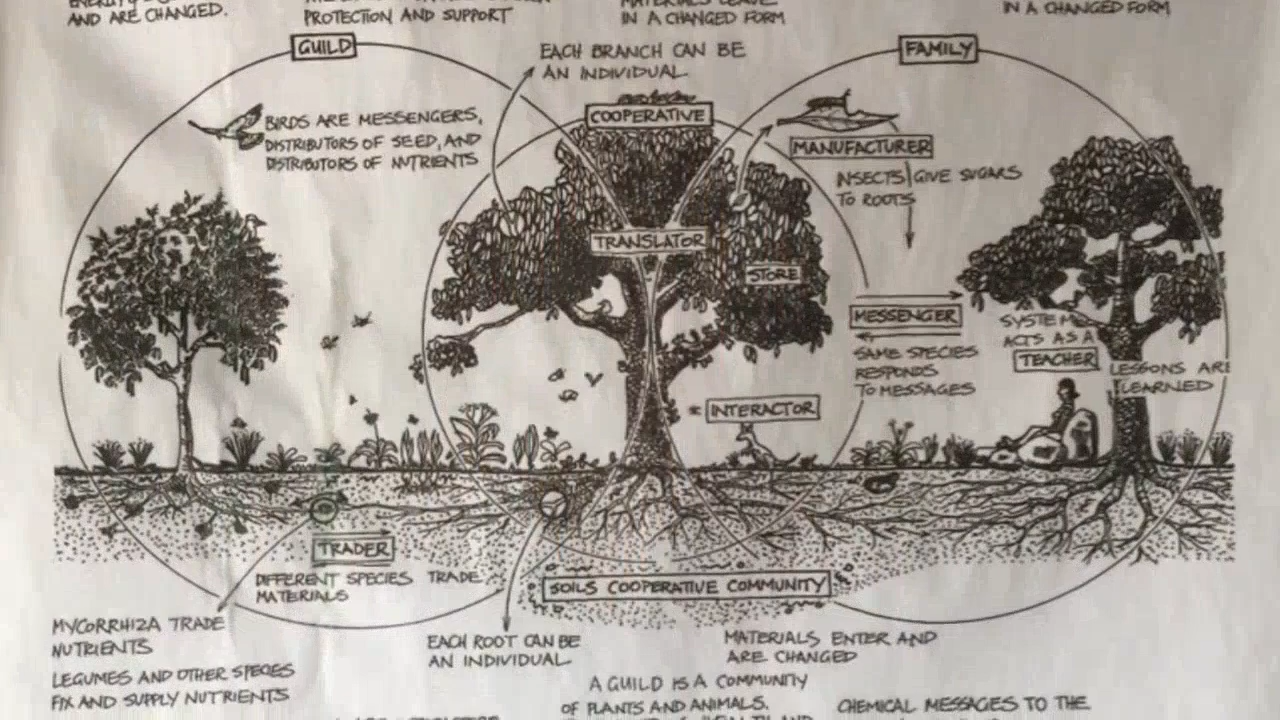 AND ARE CHANGED.
PROTECTION AND SUPPORT
MATERIALS LEAVE
IN A CHANGED FORM
IN A CHANGED FORM
GUILD
EACH BRANCH CAN BE
AN INDIVIDUAL
FAMILY
COOPERATIVE
BIRDS ARE MESSENGERS,
DISTRIBUTORS OF SEED, AND
DISTRIBUTORS OF NUTRIENTS
MANUFACTURER
INSECTS GIVE SUGARS
TO ROOTS
TRANSLATOR
STORE
MESSENGER
SAME SPECIES
RESPONDS
TO MESSAGES
SYSTEM
ACTS AS A
TEACHER
LESSONS ARE
LEARNED
INTERACTOR
TRADER
DIFFERENT SPECIES TRADE
MATERIALS
SOILS COOPERATIVE COMMUNITY
MYCORRHIZA TRADE
NUTRIENTS
LEGUMES AND OTHER SPECIES
FIX AND SUPPLY NUTRIENTS
EACH ROOT CAN BE
AN INDIVIDUAL
MATERIALS ENTER AND
ARE CHANGED
A GUILD IS A COMMUNITY
OF PLANTS AND ANIMALS.
CHEMICAL MESSAGES TO THE